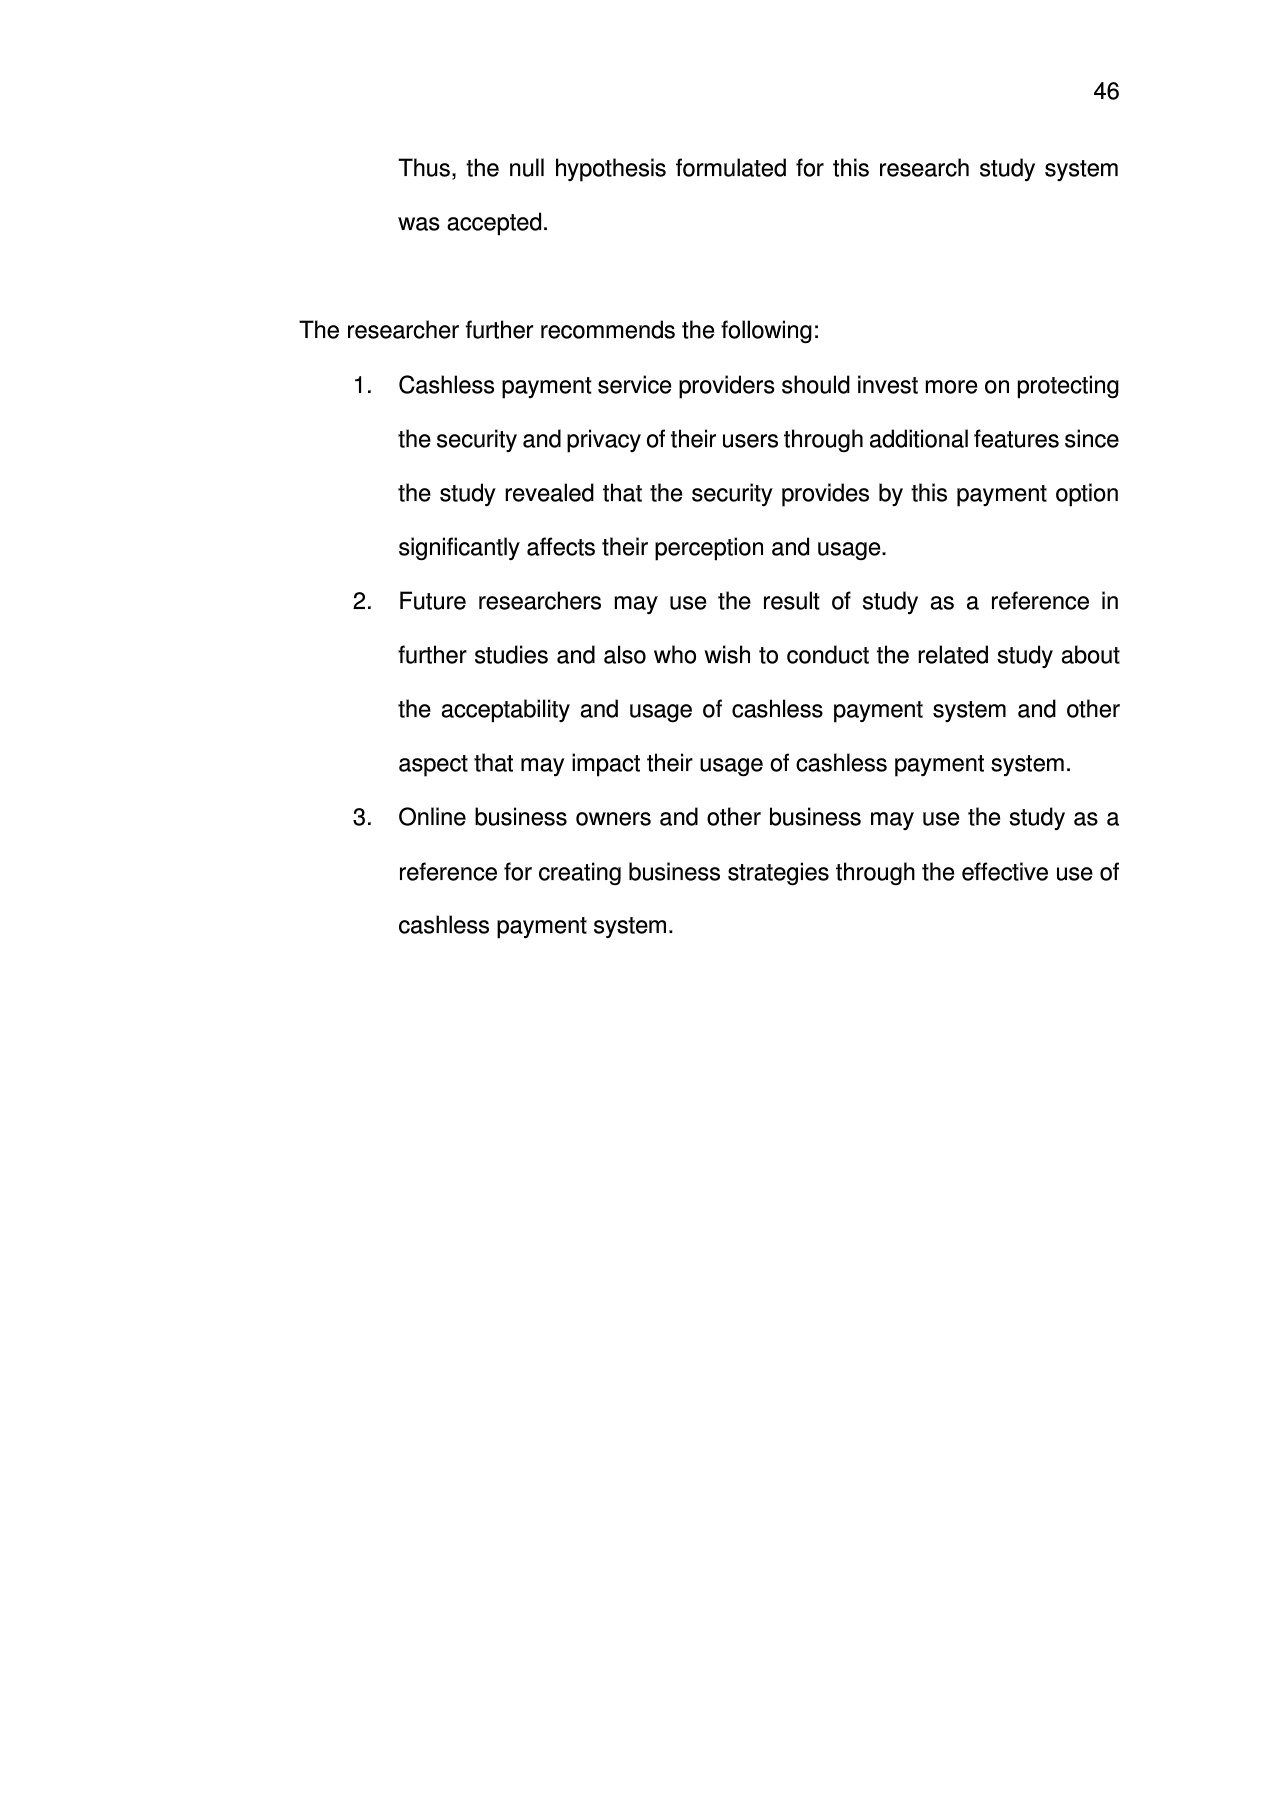 46
Thus, the null hypothesis formulated for this research study system
was accepted.
The researcher further recommends the following:
1. Cashless payment service providers should invest more on protecting
the security and privacy of their users through additional features since
the study revealed that the security provides by this payment option
significantly affects their perception and usage.
2. Future researchers may use the result of study as a reference in
further studies and also who wish to conduct the related study about
the acceptability and usage of cashless payment system and other
aspect that may impact their usage of cashless payment system.
3. Online business owners and other business may use the study as a
reference for creating business strategies through the effective use of
cashless payment system.